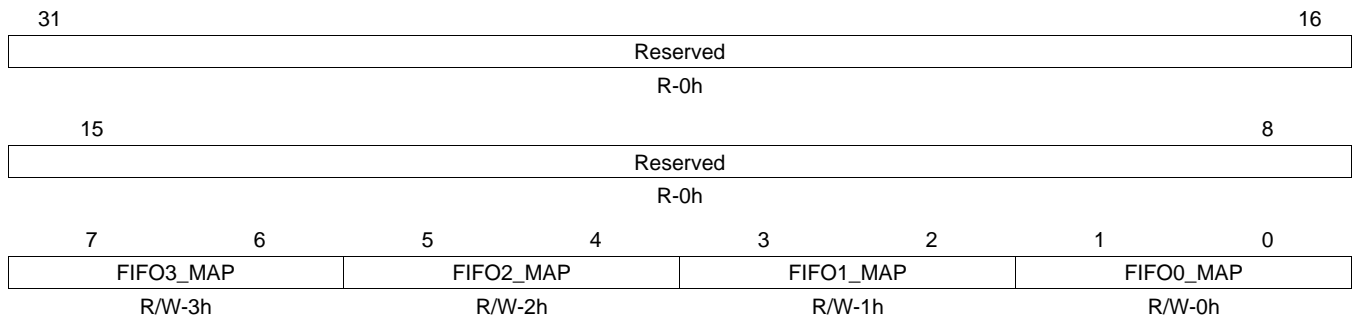 31 16
Reserved
R-0h
15 8
Reserved
R-0h
7 6 5 4 3 2 1 0
FIFO3_MAP FIFO2_MAP FIFO1_MAP FIFO0_MAP
R/W-3h R/W-2h R/W-1h R/W-0h